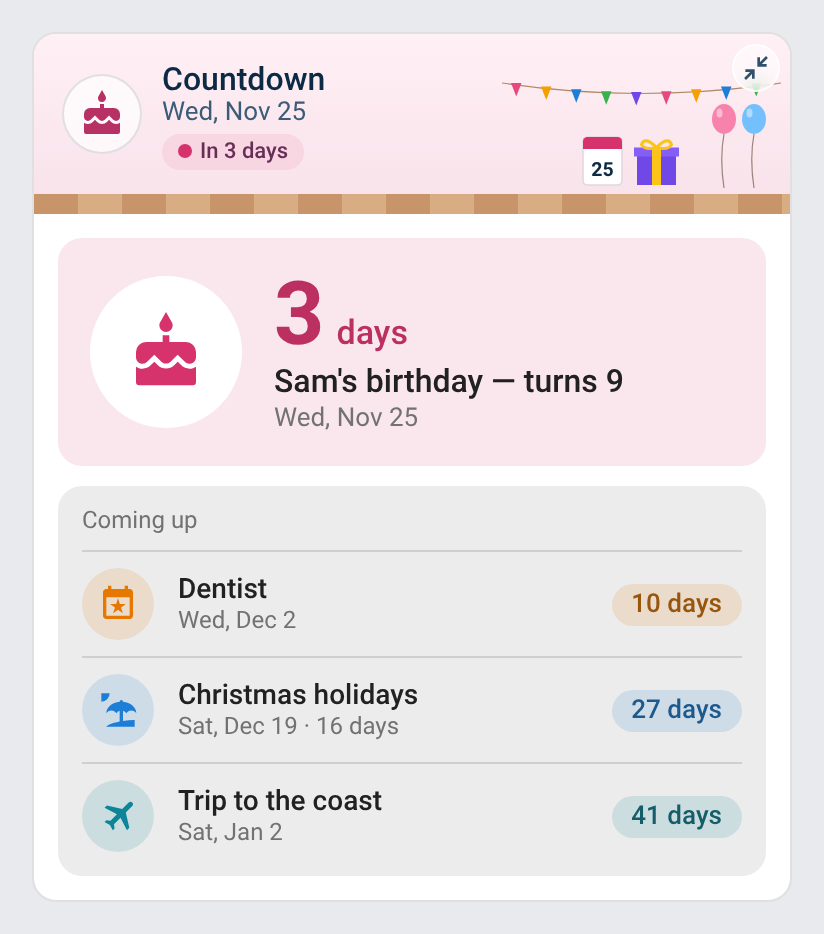 Countdown
Wed, Nov 25
In 3 days
25
3 days
Sam's birthday — turns 9
Wed, Nov 25
Coming up
Dentist
Wed, Dec 2
10 days
Christmas holidays
Sat, Dec 19 · 16 days
27 days
Trip to the coast
Sat, Jan 2
41 days